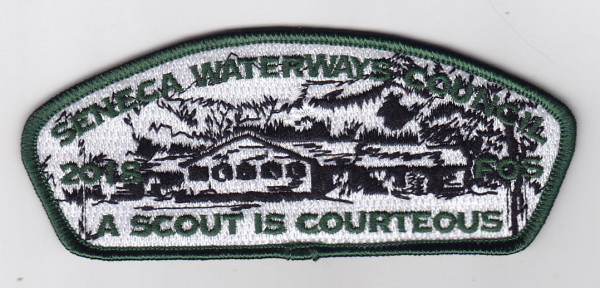 SENECA WATERWAYS COUNCIL
2018 FOS
A SCOUT IS COURTEOUS